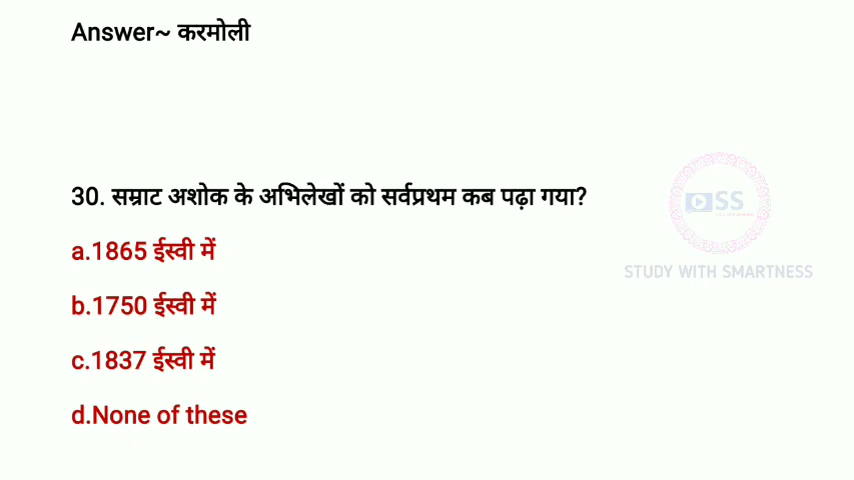 Answer~ करमोली
30. सम्राट अशोक के अभिलेखों को सर्वप्रथम कब पढ़ा गया?
SS
a.1865 ईस्वी में
STUDY WITH SMARTNESS
b.1750 ईस्वी में
c.1837 ईस्वी में
d.None of these